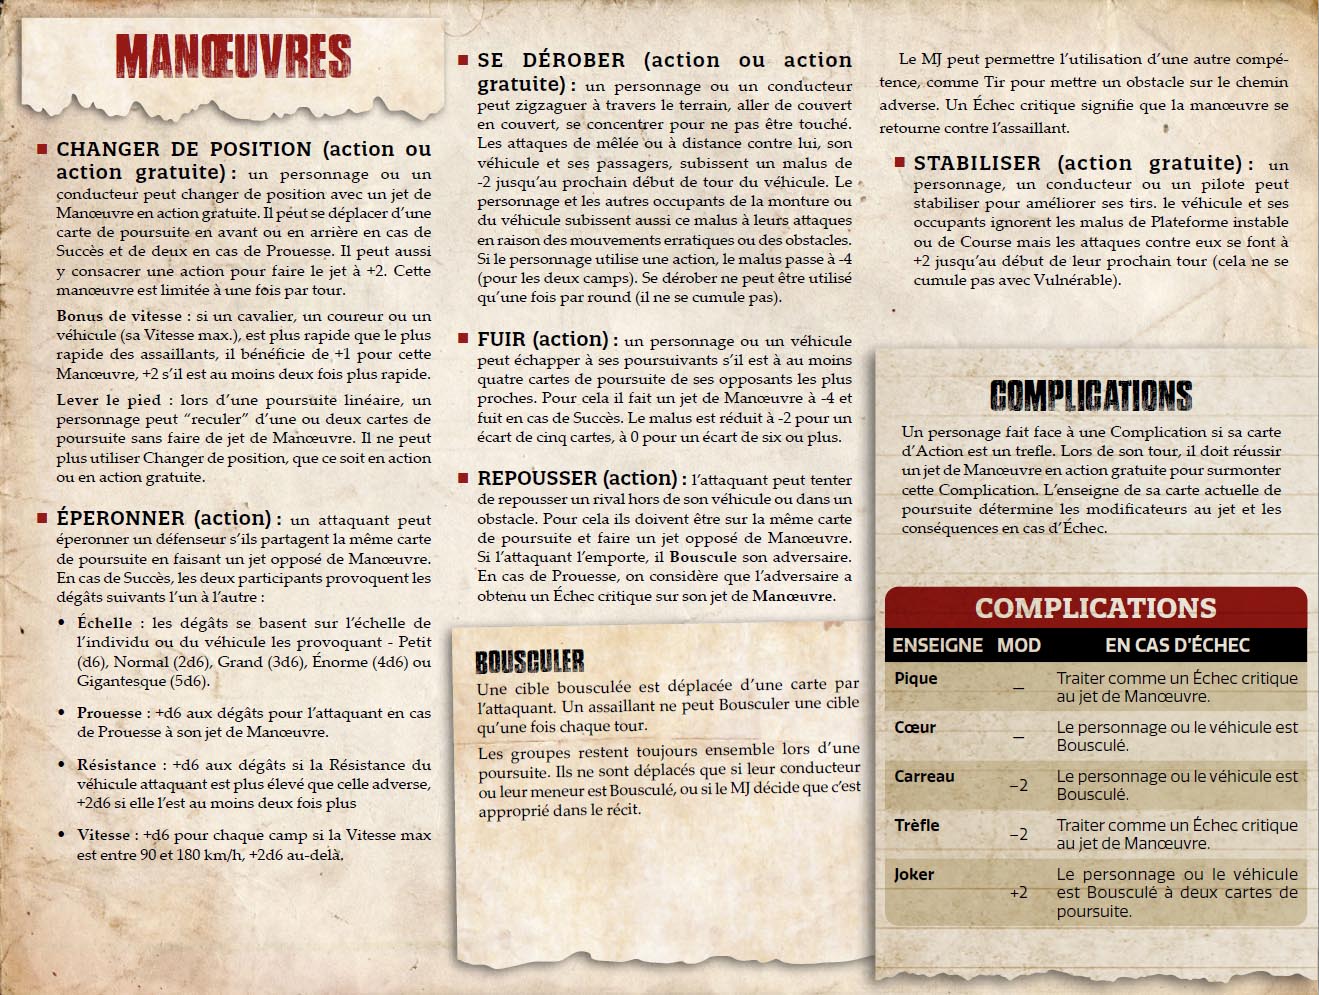 MANŒUVRES
CHANGER DE POSITION (action ou
action gratuite) : un personnage ou un
conducteur peut changer de position avec un jet de
Manœuvre en action gratuite. Il peut se déplacer d’une
carte de poursuite en avant ou en arrière en cas de
Succès et de deux en cas de Prouesse. Il peut aussi
y consacrer une action pour faire le jet à +2. Cette
manœuvre est limitée à une fois par tour.
Bonus de vitesse : si un cavalier, un coureur ou un
véhicule (sa Vitesse max.), est plus rapide que le plus
rapide des assaillants, il bénéficie de +1 pour cette
Manœuvre, +2 s’il est au moins deux fois plus rapide.
Lever le pied : lors d’une poursuite linéaire, un
personnage peut “reculer” d’une ou deux cartes de
poursuite sans faire de jet de Manœuvre. Il ne peut
plus utiliser Changer de position, que ce soit en action
ou en action gratuite.
ÉPERONNER (action) : un attaquant peut
éperonner un défenseur s’ils partagent la même carte
de poursuite en faisant un jet opposé de Manœuvre.
En cas de Succès, les deux participants provoquent les
dégâts suivants l’un à l’autre :
• Échelle : les dégâts se basent sur l’échelle de
l’individu ou du véhicule les provoquant - Petit
(d6), Normal (2d6), Grand (3d6), Énorme (4d6) ou
Gigantesque (5d6).
• Prouesse : +d6 aux dégâts pour l’attaquant en cas
de Prouesse à son jet de Manœuvre.
• Résistance : +d6 aux dégâts si la Résistance du
véhicule attaquant est plus élevé que celle adverse,
+2d6 si elle l’est au moins deux fois plus
• Vitesse : +d6 pour chaque camp si la Vitesse max
est entre 90 et 180 km/h, +2d6 au-delà.
SE DÉROBER (action ou action
gratuite) : un personnage ou un conducteur
peut zigzaguer à travers le terrain, aller de couvert
en couvert, se concentrer pour ne pas être touché.
Les attaques de mêlée ou à distance contre lui, son
véhicule et ses passagers, subissent un malus de
-2 jusqu’au prochain début de tour du véhicule. Le
personnage et les autres occupants de la monture ou
du véhicule subissent aussi ce malus à leurs attaques
en raison des mouvements erratiques ou des obstacles.
Si le personnage utilise une action, le malus passe à -4
(pour les deux camps). Se dérober ne peut être utilisé
qu’une fois par round (il ne se cumule pas).
FUIR (action) : un personnage ou un véhicule
peut échapper à ses poursuivants s’il est à au moins
quatre cartes de poursuite de ses opposants les plus
proches. Pour cela il fait un jet de Manœuvre à -4 et
fuit en cas de Succès. Le malus est réduit à -2 pour un
écart de cinq cartes, à 0 pour un écart de six ou plus.
REPOUSSER (action) : l’attaquant peut tenter
de repousser un rival hors de son véhicule ou dans un
obstacle. Pour cela ils doivent être sur la même carte
de poursuite et faire un jet opposé de Manœuvre.
Si l’attaquant l’emporte, il Bouscule son adversaire.
En cas de Prouesse, on considère que l’adversaire a
obtenu un Échec critique sur son jet de Manœuvre.
BOUSCULER
Une cible bousculée est déplacée d’une carte par
l’attaquant. Un assaillant ne peut Bousculer une cible
qu’une fois chaque tour.
Les groupes restent toujours ensemble lors d’une
poursuite. Ils ne sont déplacés que si leur conducteur
ou leur meneur est Bousculé, ou si le MJ décide que c’est
approprié dans le récit.
Le MJ peut permettre l’utilisation d’une autre compé-
tence, comme Tir pour mettre un obstacle sur le chemin
adverse. Un Échec critique signifie que la manœuvre se
retourne contre l’assaillant.
STABILISER (action gratuite) : un
personnage, un conducteur ou un pilote peut
stabiliser pour améliorer ses tirs. le véhicule et ses
occupants ignorent les malus de Plateforme instable
ou de Course mais les attaques contre eux se font à
+2 jusqu’au début de leur prochain tour (cela ne se
cumule pas avec Vulnérable).
COMPLICATIONS
Un personage fait face à une Complication si sa carte
d’Action est un trefle. Lors de son tour, il doit réussir
un jet de Manœuvre en action gratuite pour surmonter
cette Complication. L’enseigne de sa carte actuelle de
poursuite détermine les modificateurs au jet et les
conséquences en cas d’Échec.
COMPLICATIONS
ENSEIGNE MOD EN CAS D’ÉCHEC
Pique – Traiter comme un Échec critique
au jet de Manœuvre.
Cœur – Le personnage ou le véhicule est
Bousculé.
Carreau –2 Le personnage ou le véhicule est
Bousculé.
Trèfle –2 Traiter comme un Échec critique
au jet de Manœuvre.
Joker +2 Le personnage ou le véhicule
est Bousculé à deux cartes de
poursuite.